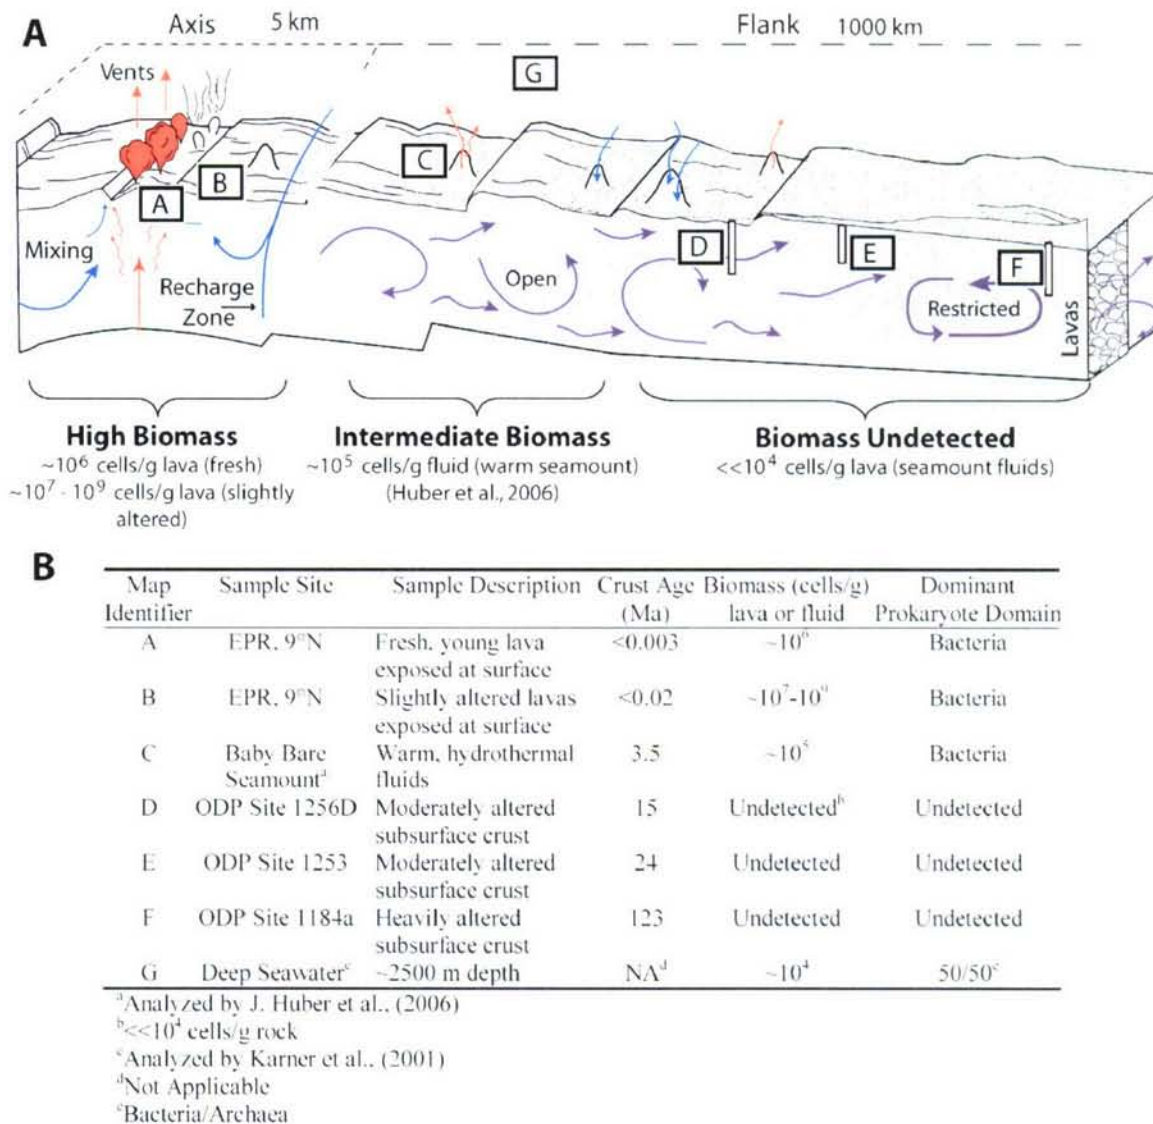 A
Axis 5 km Flank 1000 km
G
Vents
C
B
A
D
E
F
Mixing
Open
Recharge
Zone
Restricted
Lavas
High Biomass
~10⁶ cells/g lava (fresh)
~10⁷ - 10⁹ cells/g lava (slightly
altered)
Intermediate Biomass
~10⁵ cells/g fluid (warm seamount)
(Huber et al., 2006)
Biomass Undetected
<<10⁴ cells/g lava (seamount fluids)
B
Map Sample Site Sample Description Crust Age Biomass (cells/g) Dominant
Identifier (Ma) lava or fluid Prokaryote Domain
A EPR, 9°N Fresh, young lava <0.003 ~10⁶ Bacteria
exposed at surface
B EPR, 9°N Slightly altered lavas <0.02 ~10⁷-10⁹ Bacteria
exposed at surface
C Baby Bare Warm, hydrothermal 3.5 ~10⁵ Bacteria
Seamountᵃ fluids
D ODP Site 1256D Moderately altered 15 Undetectedᵇ Undetected
subsurface crust
E ODP Site 1253 Moderately altered 24 Undetected Undetected
subsurface crust
F ODP Site 1184a Heavily altered 123 Undetected Undetected
subsurface crust
G Deep Seawaterᶜ ~2500 m depth NAᵈ ~10⁴ 50/50ᵉ
ᵃAnalyzed by J. Huber et al., (2006)
ᵇ<<10⁴ cells/g rock
ᶜAnalyzed by Karner et al., (2001)
ᵈNot Applicable
ᵉBacteria/Archaea